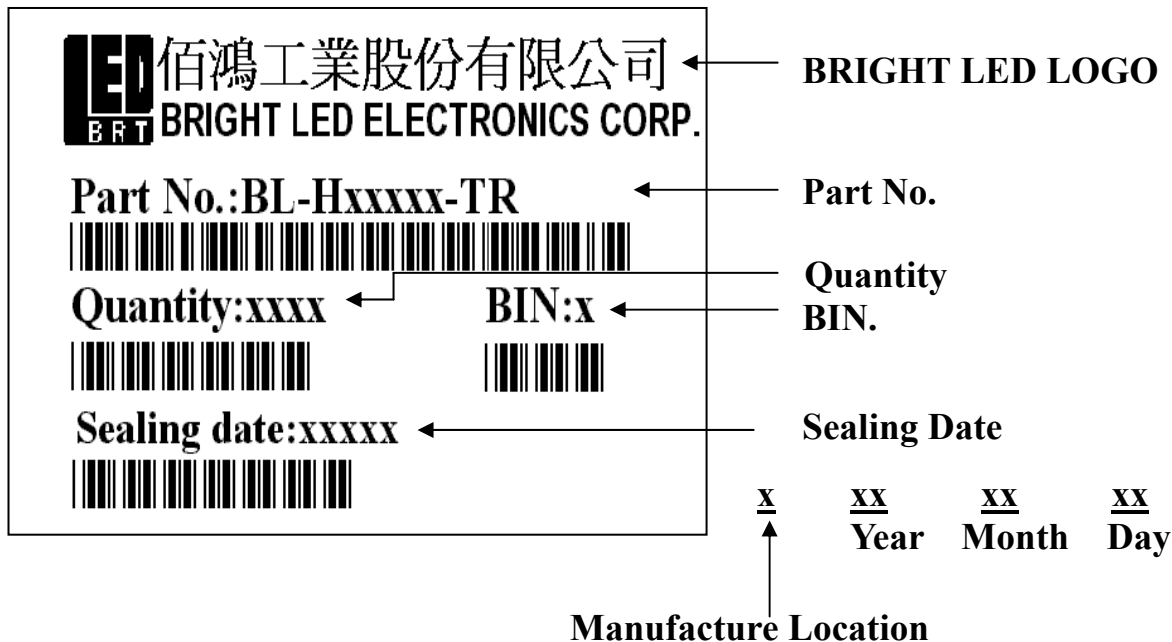 LED 佰鴻工業股份有限公司 BRIGHT LED LOGO
BRT BRIGHT LED ELECTRONICS CORP.
Part No.:BL-Hxxxxx-TR Part No.
Quantity
Quantity:xxxx BIN:x BIN.
Sealing date:xxxxx Sealing Date
x xx xx xx
Year Month Day
Manufacture Location